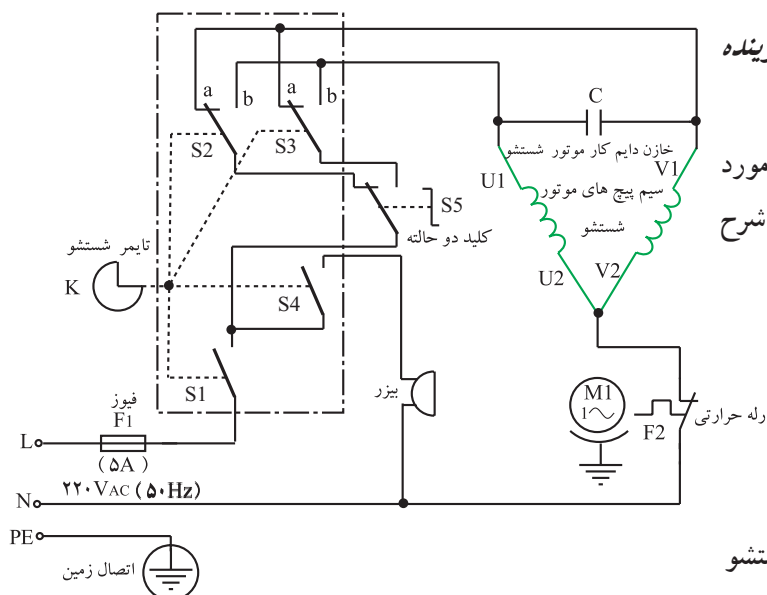 رینده
مورد
شرح
تشو
a
b
a
b
S2
S3
C
خازن دایم کار موتور شستشو
U1
V1
سیم پیچ های موتور
شستشو
U2
V2
S5
کلید دو حالته
تایمر شستشو
K
S4
S1
بیزر
M1
1
F2
رله حرارتی
فیوز
F1
(۵A)
L
۲۲۰VAC (۵۰Hz)
N
PE
اتصال زمین